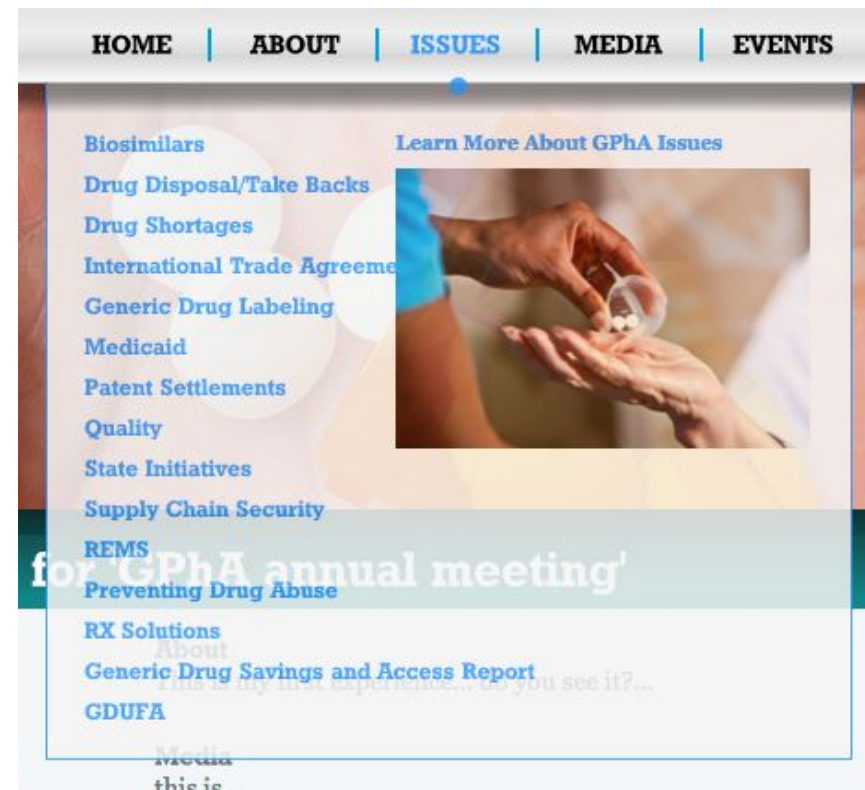 HOME | ABOUT | ISSUES | MEDIA | EVENTS
Biosimilars
Learn More About GPhA Issues
Drug Disposal/Take Backs
Drug Shortages
International Trade Agreeme
Generic Drug Labeling
Medicaid
Patent Settlements
Quality
State Initiatives
Supply Chain Security
REMS
for 'GPhA annual meeting'
Preventing Drug Abuse
RX Solutions
About
Generic Drug Savings and Access Report
This is my first experience... do you see it?...
GDUFA
Media
this is